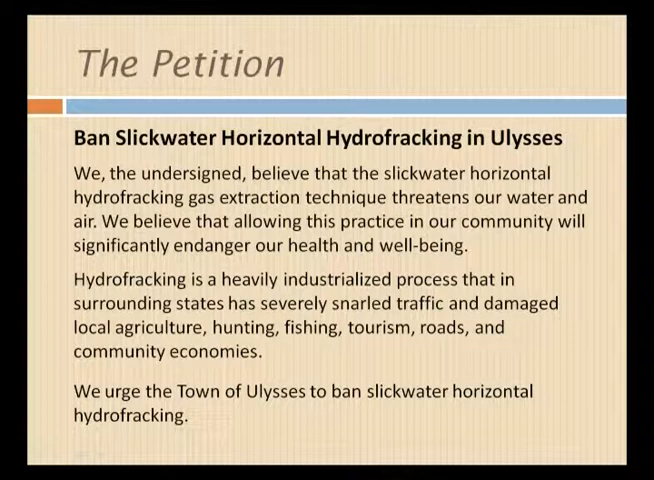 The Petition
Ban Slickwater Horizontal Hydrofracking in Ulysses
We, the undersigned, believe that the slickwater horizontal
hydrofracking gas extraction technique threatens our water and
air. We believe that allowing this practice in our community will
significantly endanger our health and well-being.
Hydrofracking is a heavily industrialized process that in
surrounding states has severely snarled traffic and damaged
local agriculture, hunting, fishing, tourism, roads, and
community economies.
We urge the Town of Ulysses to ban slickwater horizontal
hydrofracking.